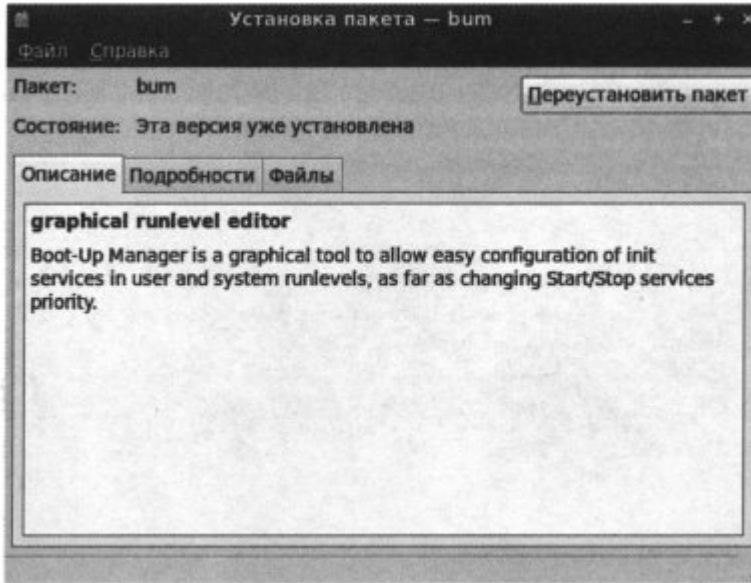 Установка пакета — bum
Файл Справка
Пакет: bum
Переустановить пакет
Состояние: Эта версия уже установлена
Описание Подробности Файлы
graphical runlevel editor
Boot-Up Manager is a graphical tool to allow easy configuration of init
services in user and system runlevels, as far as changing Start/Stop services
priority.